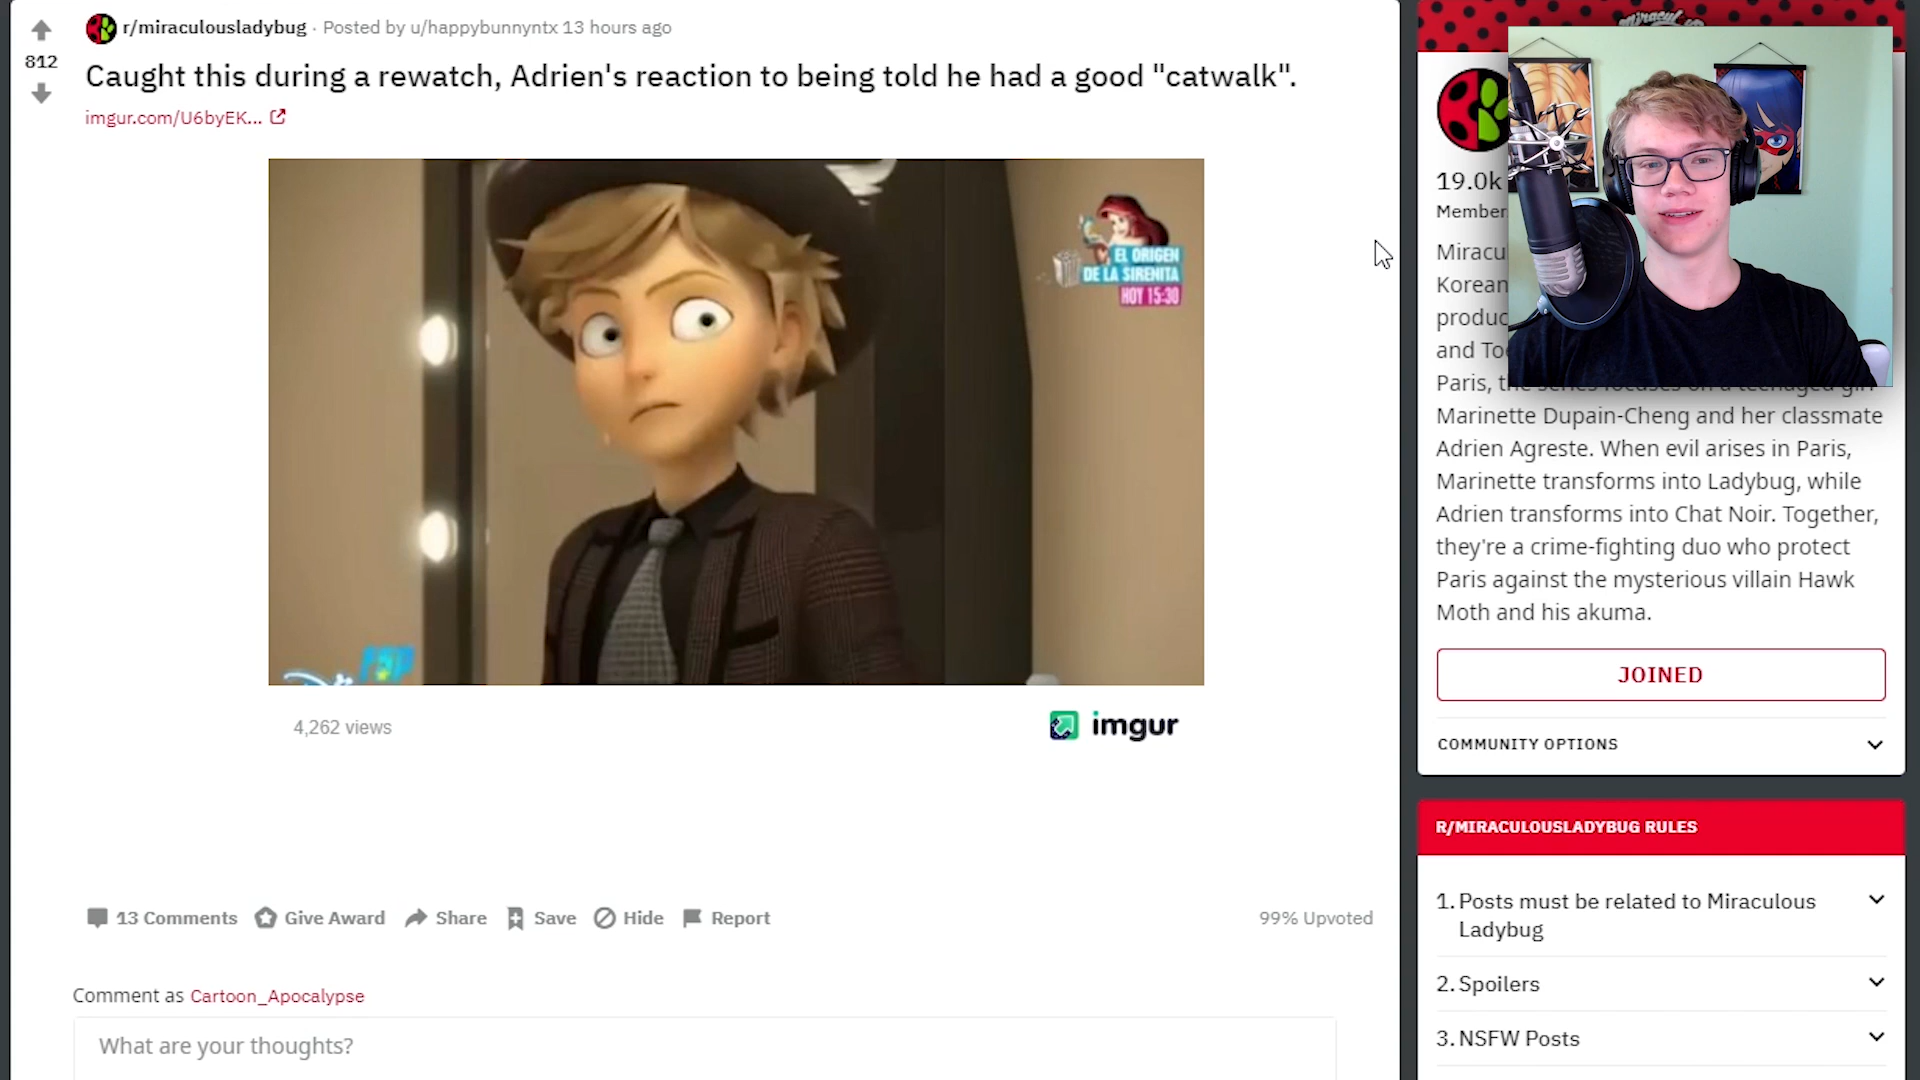 r/miraculousladybug · Posted by u/happybunnyntx 13 hours ago
812
Caught this during a rewatch, Adrien's reaction to being told he had a good "catwalk".
imgur.com/U6byEK...
EL ORIGEN
DE LA SIRENITA
HOY 15:30
4,262 views
imgur
13 Comments Give Award Share Save Hide Report 99% Upvoted
Comment as Cartoon_Apocalypse
What are your thoughts?
19.0k
Member
Korean
and
Paris,
Marinette Dupain-Cheng and her classmate
Adrien Agreste. When evil arises in Paris,
Marinette transforms into Ladybug, while
Adrien transforms into Chat Noir. Together,
they're a crime-fighting duo who protect
Paris against the mysterious villain Hawk
Moth and his akuma.
JOINED
COMMUNITY OPTIONS
R/MIRACULOUSLADYBUG RULES
1. Posts must be related to Miraculous
Ladybug
2. Spoilers
3. NSFW Posts